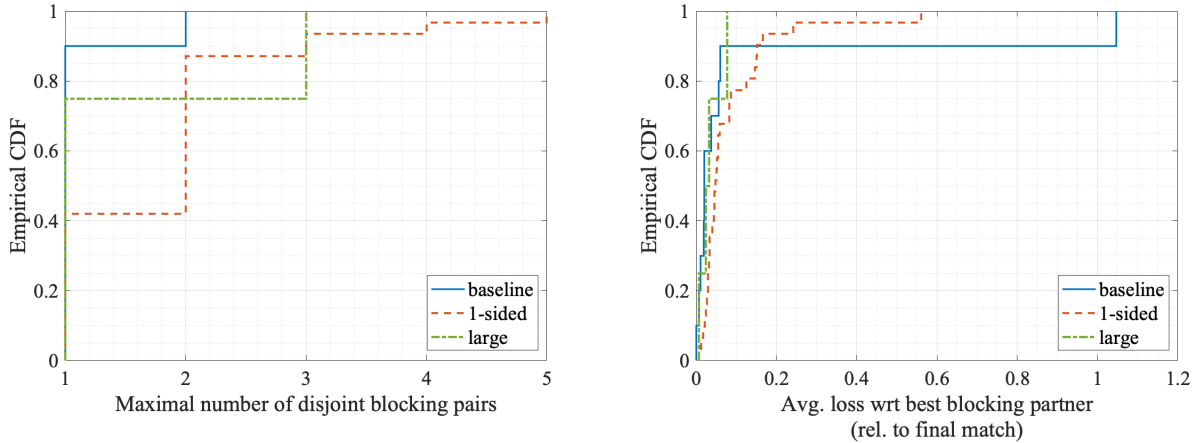 Empirical CDF
1
0.8
0.6
0.4
0.2
0
1
2
3
4
5
baseline
1-sided
large
Maximal number of disjoint blocking pairs
Empirical CDF
1
0.8
0.6
0.4
0.2
0
0
0.2
0.4
0.6
0.8
1
1.2
baseline
1-sided
large
Avg. loss wrt best blocking partner
(rel. to final match)